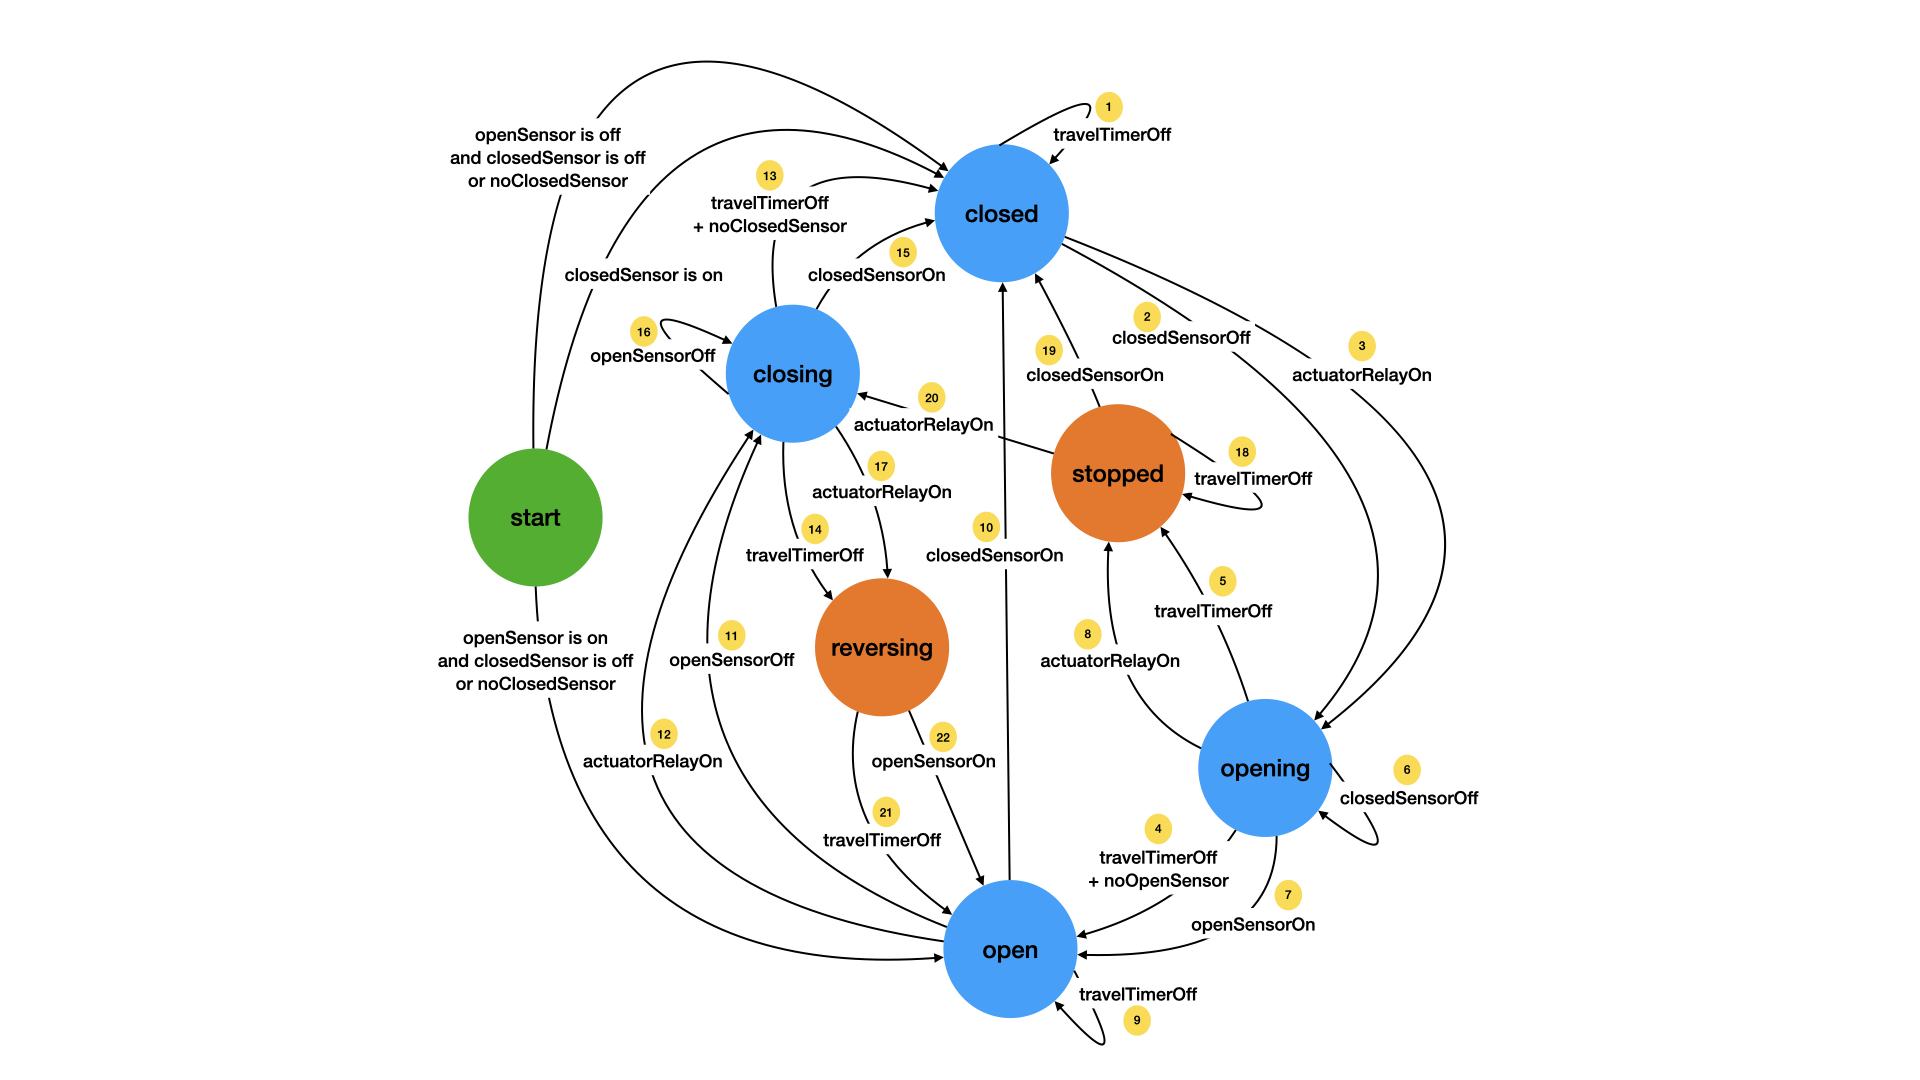 1
travelTimerOff
openSensor is off
and closedSensor is off
or noClosedSensor
13
travelTimerOff
+ noClosedSensor
closed
15
closedSensorOn
closedSensor is on
2
closedSensorOff
3
actuatorRelayOn
16
openSensorOff
closing
19
closedSensorOn
20
actuatorRelayOn
18
travelTimerOff
stopped
17
actuatorRelayOn
start
14
travelTimerOff
10
closedSensorOn
5
travelTimerOff
openSensor is on
and closedSensor is off
or noClosedSensor
11
openSensorOff
reversing
8
actuatorRelayOn
12
actuatorRelayOn
22
openSensorOn
opening
6
closedSensorOff
21
travelTimerOff
4
travelTimerOff
+ noOpenSensor
7
openSensorOn
open
travelTimerOff
9